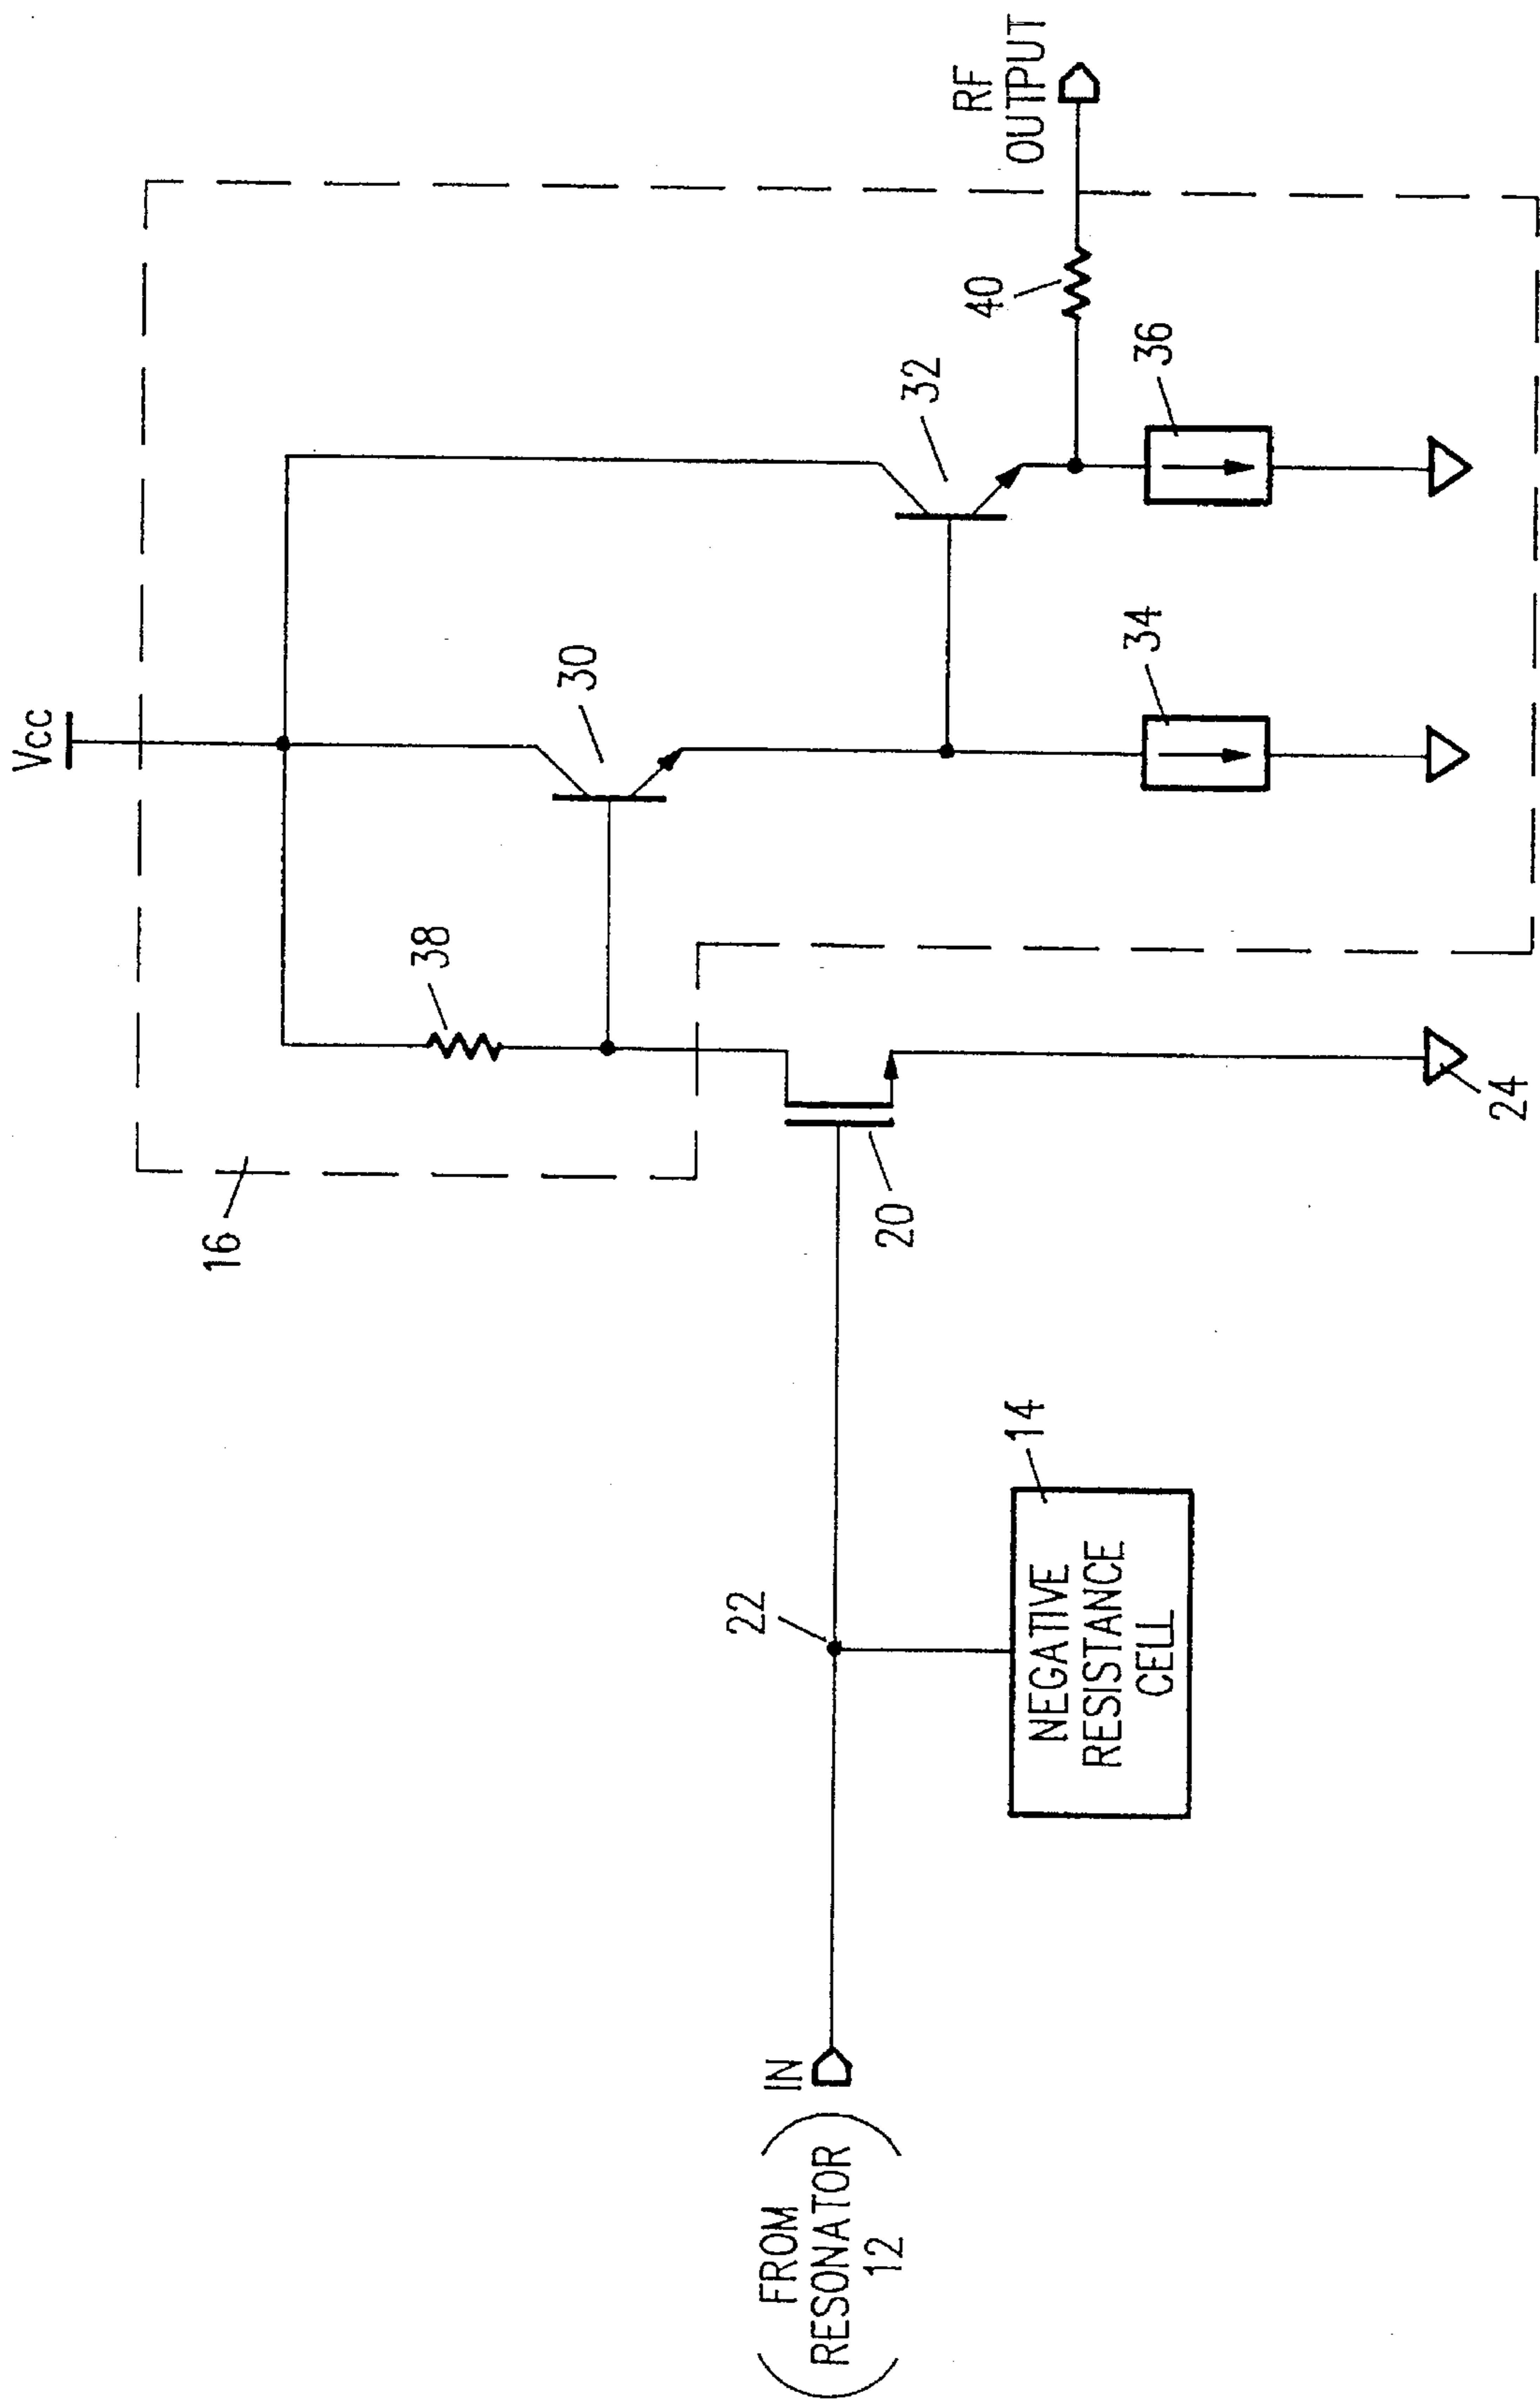 Vcc
16
38
30
32
40
RF
OUTPUT
34
36
20
24
22
14
NEGATIVE
RESISTANCE
CELL
IN
FROM
RESONATOR
12